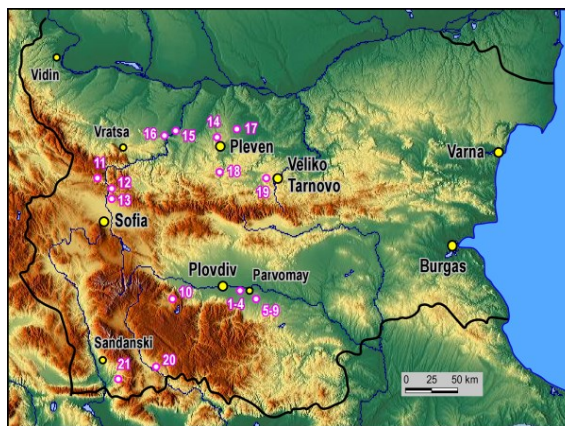 Vidin
14
17
16
15
Vratsa
Pleven
Varna
11
18
Veliko
Tarnovo
12
19
13
Sofia
Burgas
Plovdiv
Parvomay
10
1-4
5-9
Sandanski
20
21
0 25 50 km